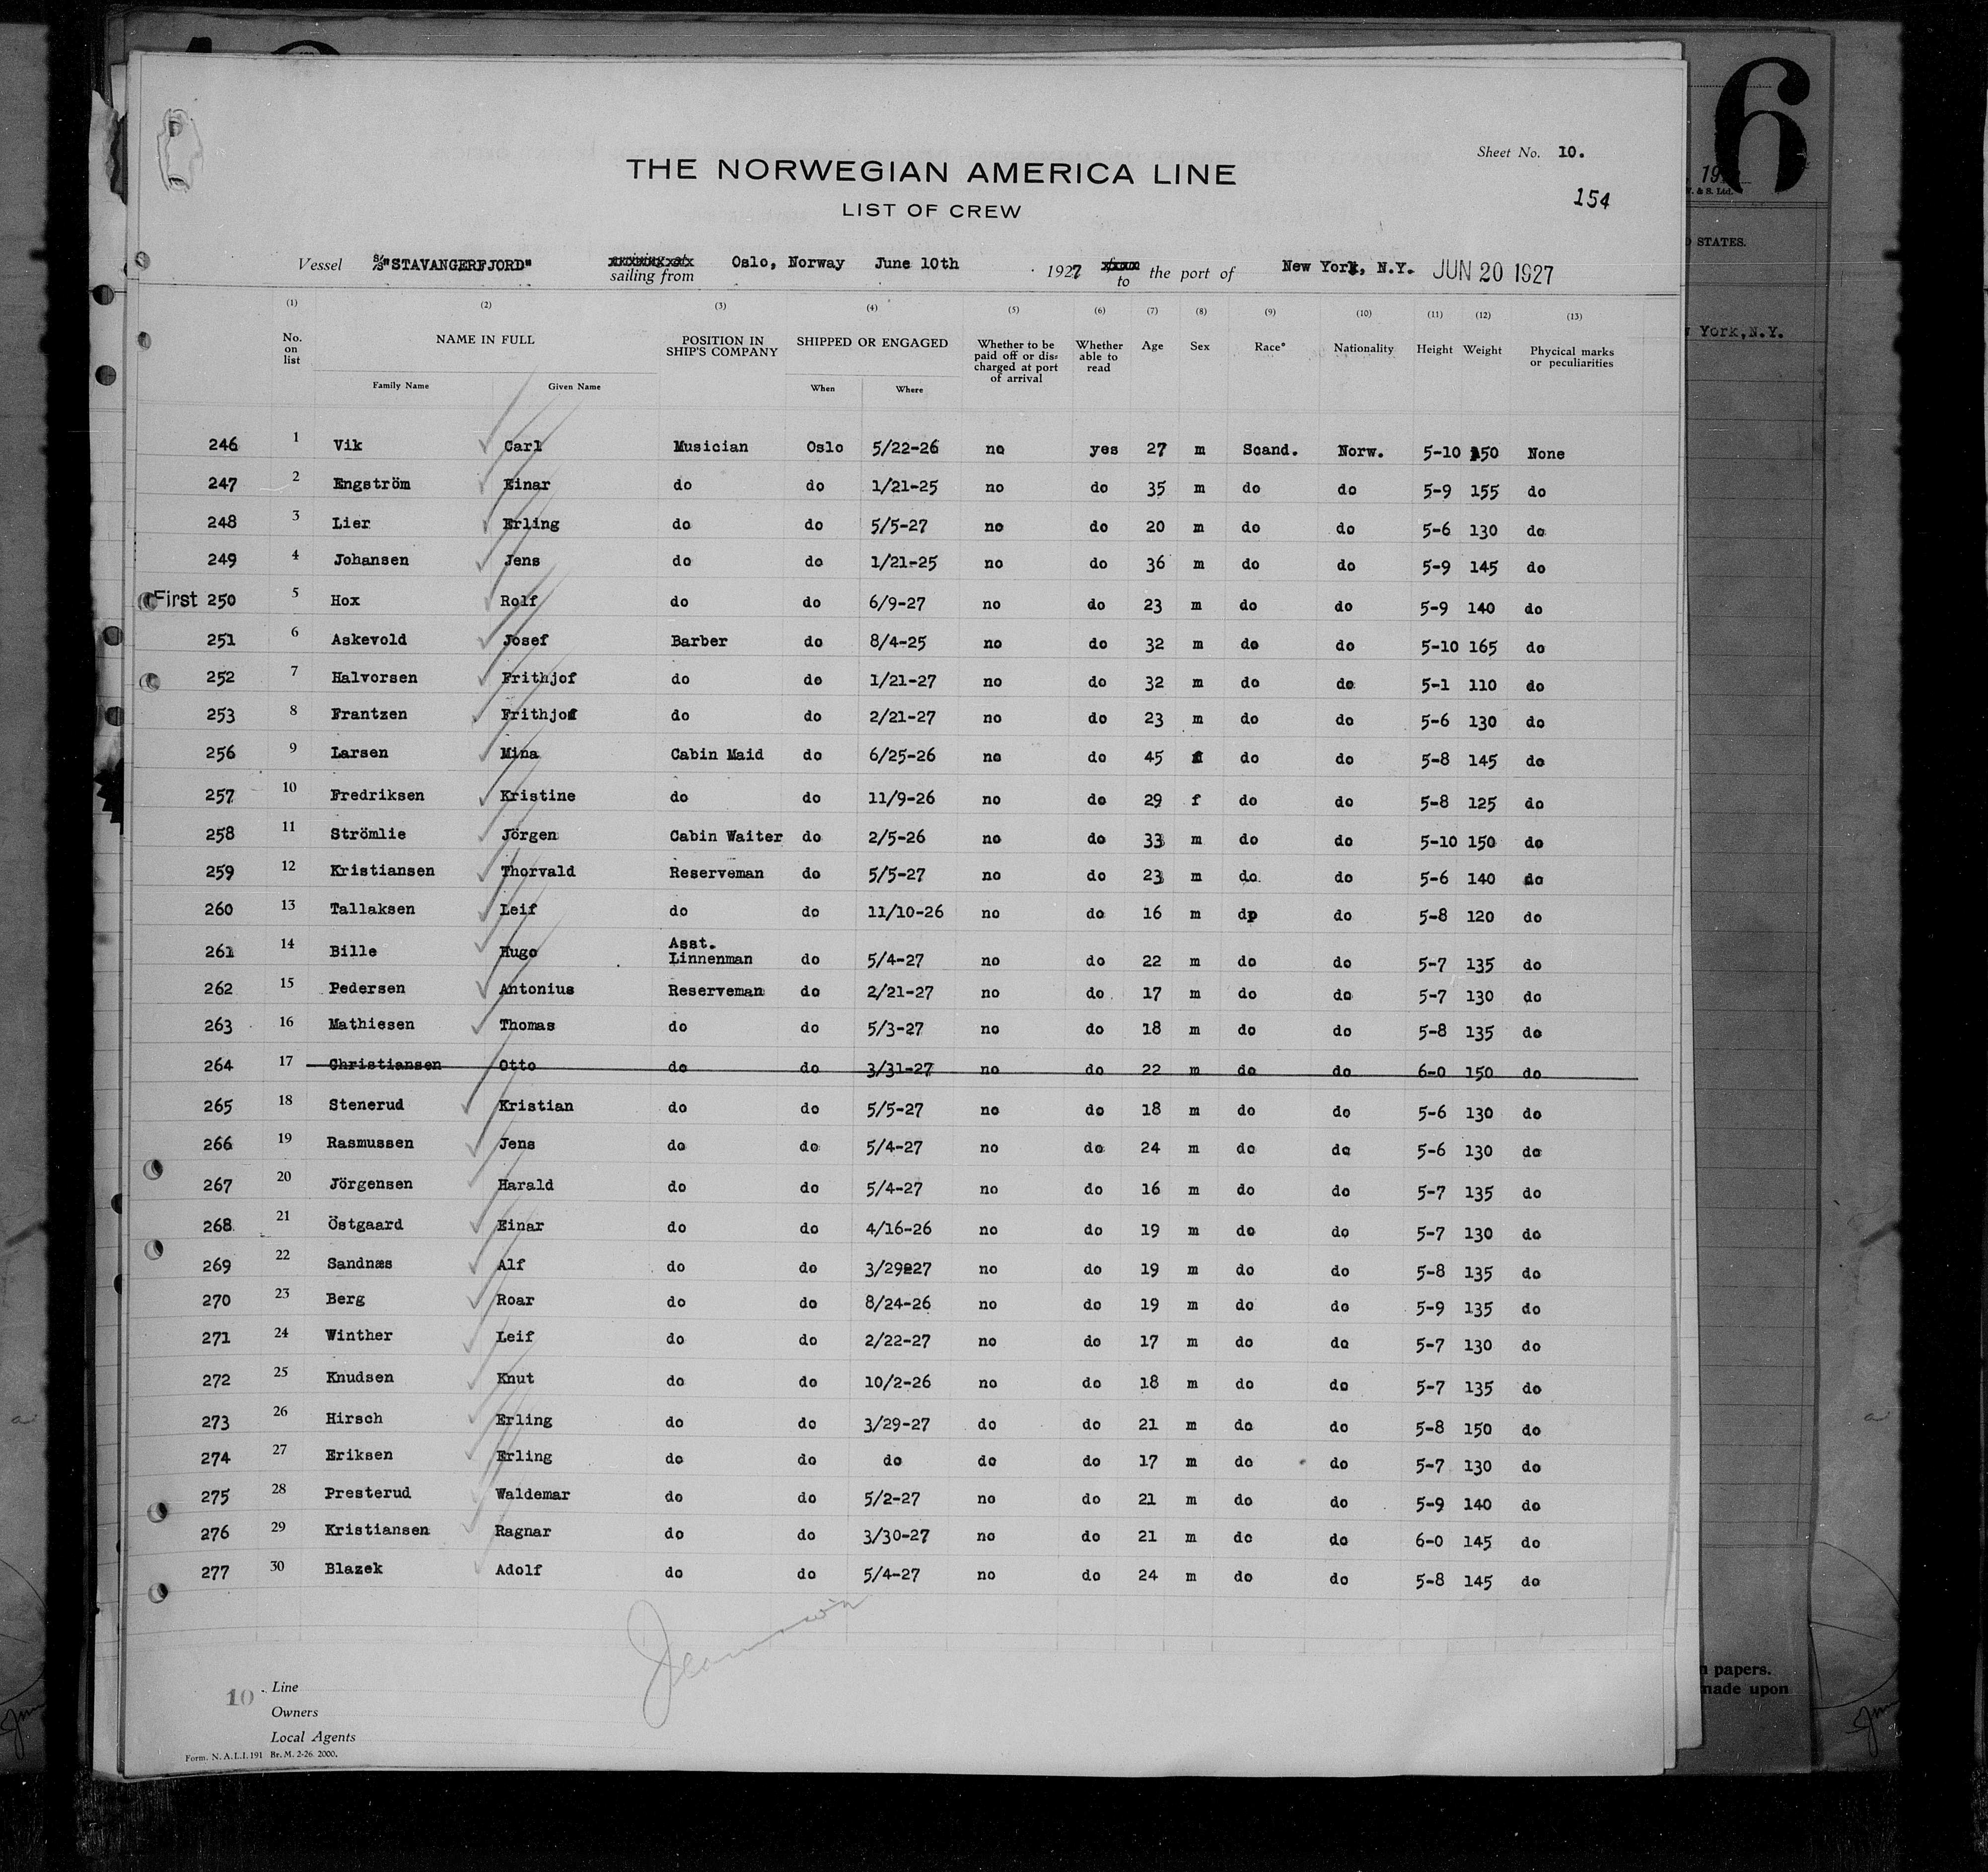 6
Sheet No. 10.
THE NORWEGIAN AMERICA LINE
154
LIST OF CREW
Vessel S/S "STAVANGERFJORD" sailing from Oslo, Norway June 10th 1927 to the port of New York, N.Y. JUN 20 1927
(1) (2) (3) (4) (5) (6) (7) (8) (9) (10) (11) (12) (13)
No. on list NAME IN FULL POSITION IN SHIP'S COMPANY SHIPPED OR ENGAGED Whether to be paid off or discharged at port of arrival Whether able to read Age Sex Race* Nationality Height Weight Phycical marks or peculiarities
Family Name Given Name When Where
246 1 Vik Carl Musician Oslo 5/22-26 no yes 27 m Scand. Norw. 5-10 150 None
247 2 Engström Einar do do 1/21-25 no do 35 m do do 5-9 155 do
248 3 Lier Erling do do 5/5-27 no do 20 m do do 5-6 130 do
249 4 Johansen Jens do do 1/21-25 no do 36 m do do 5-9 145 do
First 250 5 Hox Rolf do do 6/9-27 no do 23 m do do 5-9 140 do
251 6 Askevold Josef Barber do 8/4-25 no do 32 m do do 5-10 165 do
252 7 Halvorsen Frithjof do do 1/21-27 no do 32 m do do 5-1 110 do
253 8 Frantzen Frithjof do do 2/21-27 no do 23 m do do 5-6 130 do
256 9 Larsen Mina Cabin Maid do 6/25-26 no do 45 f do do 5-8 145 do
257 10 Fredriksen Kristine do do 11/9-26 no do 29 f do do 5-8 125 do
258 11 Strömlie Jörgen Cabin Waiter do 2/5-26 no do 33 m do do 5-10 150 do
259 12 Kristiansen Thorvald Reserveman do 5/5-27 no do 23 m do do 5-6 140 do
260 13 Tallaksen Leif do do 11/10-26 no do 16 m dp do 5-8 120 do
261 14 Bille Hugo Asst. Linnenman do 5/4-27 no do 22 m do do 5-7 135 do
262 15 Pedersen Antonius Reserveman do 2/21-27 no do 17 m do do 5-7 130 do
263 16 Mathiesen Thomas do do 5/3-27 no do 18 m do do 5-8 135 do
264 17 Christiansen Otto do do 3/31-27 no do 22 m do do 6-0 150 do
265 18 Stenerud Kristian do do 5/5-27 no do 18 m do do 5-6 130 do
266 19 Rasmussen Jens do do 5/4-27 no do 24 m do do 5-6 130 do
267 20 Jörgensen Harald do do 5/4-27 no do 16 m do do 5-7 135 do
268 21 Östgaard Einar do do 4/16-26 no do 19 m do do 5-7 130 do
269 22 Sandnæs Alf do do 3/29-27 no do 19 m do do 5-8 135 do
270 23 Berg Roar do do 8/24-26 no do 19 m do do 5-9 135 do
271 24 Winther Leif do do 2/22-27 no do 17 m do do 5-7 130 do
272 25 Knudsen Knut do do 10/2-26 no do 18 m do do 5-7 135 do
273 26 Hirsch Erling do do 3/29-27 do do 21 m do do 5-8 150 do
274 27 Eriksen Erling do do do do do 17 m do do 5-7 130 do
275 28 Presterud Waldemar do do 5/2-27 no do 21 m do do 5-9 140 do
276 29 Kristiansen Ragnar do do 3/30-27 no do 21 m do do 6-0 145 do
277 30 Blazek Adolf do do 5/4-27 no do 24 m do do 5-8 145 do
10 Line
Owners
Local Agents
Form. N. A. L.I. 191 Br. M. 2-26. 2000.
STATES.
York, N.Y.
papers.
made upon